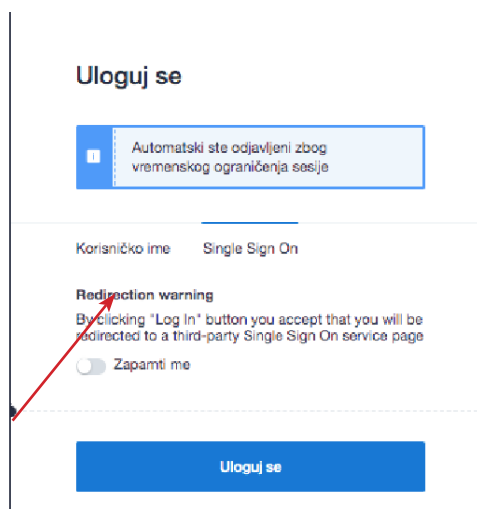 Uloguj se
Automatski ste odjavljeni zbog
vremenskog ograničenja sesije
Korisničko ime Single Sign On
Redirection warning
By clicking "Log In" button you accept that you will be
redirected to a third-party Single Sign On service page
Zapamti me
Uloguj se